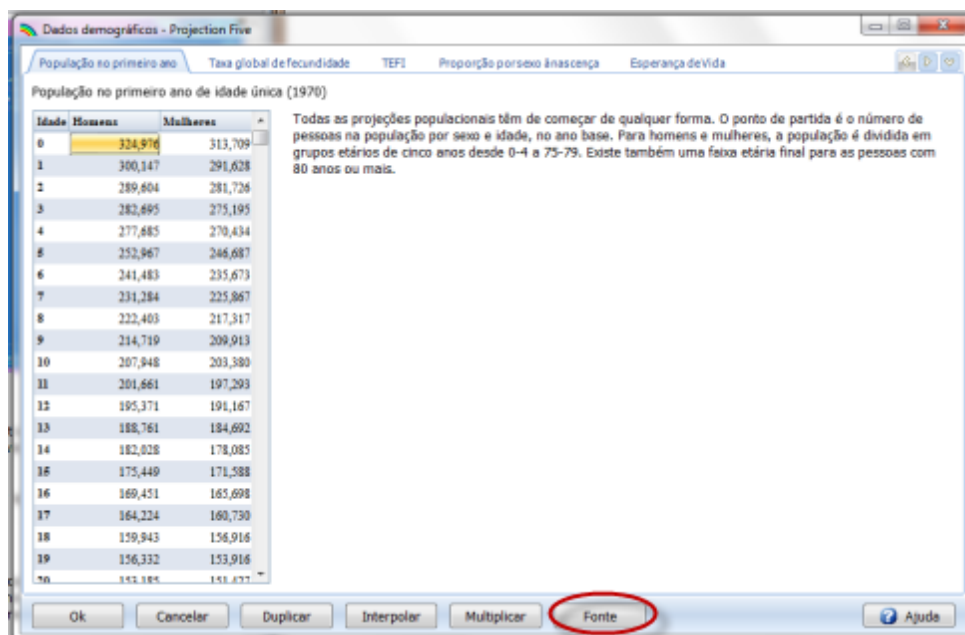 Dados demográficos - Projection Five
População no primeiro ano Taxa global de fecundidade TEFI Proporção por sexo à nascença Esperança de Vida
População no primeiro ano de idade única (1970)
Idade Homens Mulheres
0 324,976 313,709
1 300,147 291,628
2 289,604 281,726
3 282,695 275,195
4 277,685 270,434
5 252,967 246,687
6 241,483 235,673
7 231,284 225,867
8 222,403 217,317
9 214,719 209,913
10 207,948 203,380
11 201,661 197,293
12 195,371 191,167
13 188,761 184,692
14 182,028 178,085
15 175,449 171,588
16 169,451 165,698
17 164,224 160,730
18 159,943 156,916
19 156,332 153,916
20 153,185 151,427
Todas as projeções populacionais têm de começar de qualquer forma. O ponto de partida é o número de
pessoas na população por sexo e idade, no ano base. Para homens e mulheres, a população é dividida em
grupos etários de cinco anos desde 0-4 a 75-79. Existe também uma faixa etária final para as pessoas com
80 anos ou mais.
Ok Cancelar Duplicar Interpolar Multiplicar Fonte Ajuda